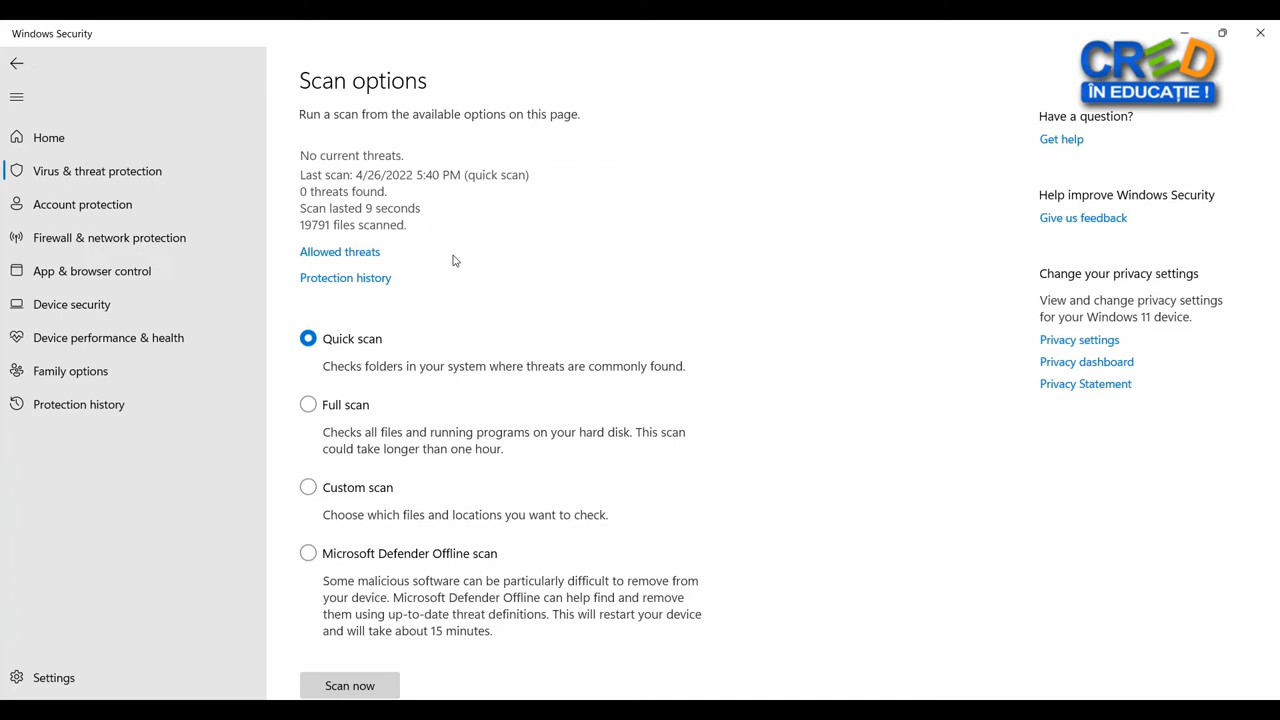 Windows Security
CRED
ÎN EDUCAȚIE !
Home
Virus & threat protection
Account protection
Firewall & network protection
App & browser control
Device security
Device performance & health
Family options
Protection history
Settings
Scan options
Run a scan from the available options on this page.
No current threats.
Last scan: 4/26/2022 5:40 PM (quick scan)
0 threats found.
Scan lasted 9 seconds
19791 files scanned.
Allowed threats
Protection history
Quick scan
Checks folders in your system where threats are commonly found.
Full scan
Checks all files and running programs on your hard disk. This scan
could take longer than one hour.
Custom scan
Choose which files and locations you want to check.
Microsoft Defender Offline scan
Some malicious software can be particularly difficult to remove from
your device. Microsoft Defender Offline can help find and remove
them using up-to-date threat definitions. This will restart your device
and will take about 15 minutes.
Scan now
Have a question?
Get help
Help improve Windows Security
Give us feedback
Change your privacy settings
View and change privacy settings
for your Windows 11 device.
Privacy settings
Privacy dashboard
Privacy Statement